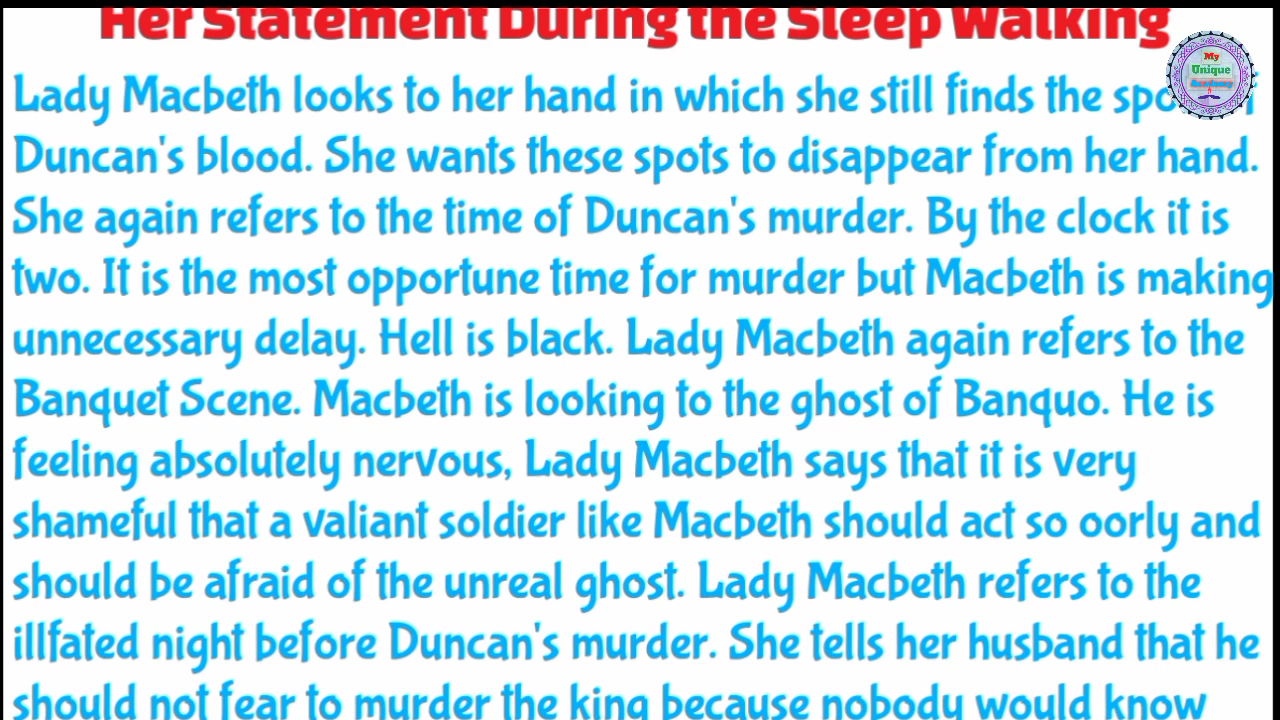 Her Statement During the Sleep Walking
My
Unique
Academy
Lady Macbeth looks to her hand in which she still finds the
Duncan's blood. She wants these spots to disappear from her hand.
She again refers to the time of Duncan's murder. By the clock it is
two. It is the most opportune time for murder but Macbeth is making
unnecessary delay. Hell is black. Lady Macbeth again refers to the
Banquet Scene. Macbeth is looking to the ghost of Banquo. He is
feeling absolutely nervous, Lady Macbeth says that it is very
shameful that a valiant soldier like Macbeth should act so oorly and
should be afraid of the unreal ghost. Lady Macbeth refers to the
illfated night before Duncan's murder. She tells her husband that he
should not fear to murder the king because nobody would know